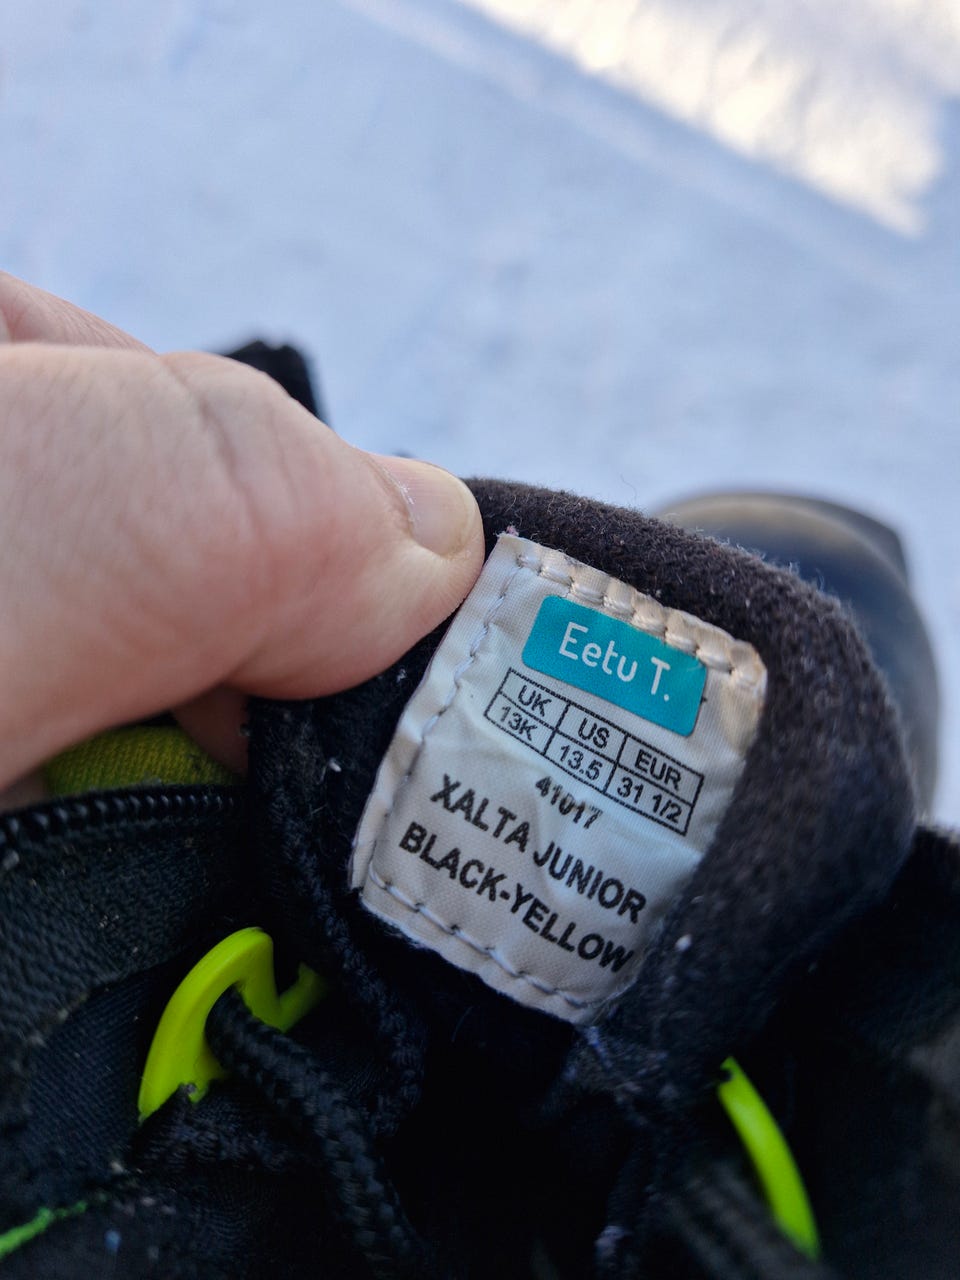 Eetu T.
UK US EUR
13K 13.5 31 1/2
41017
XALTA JUNIOR
BLACK-YELLOW